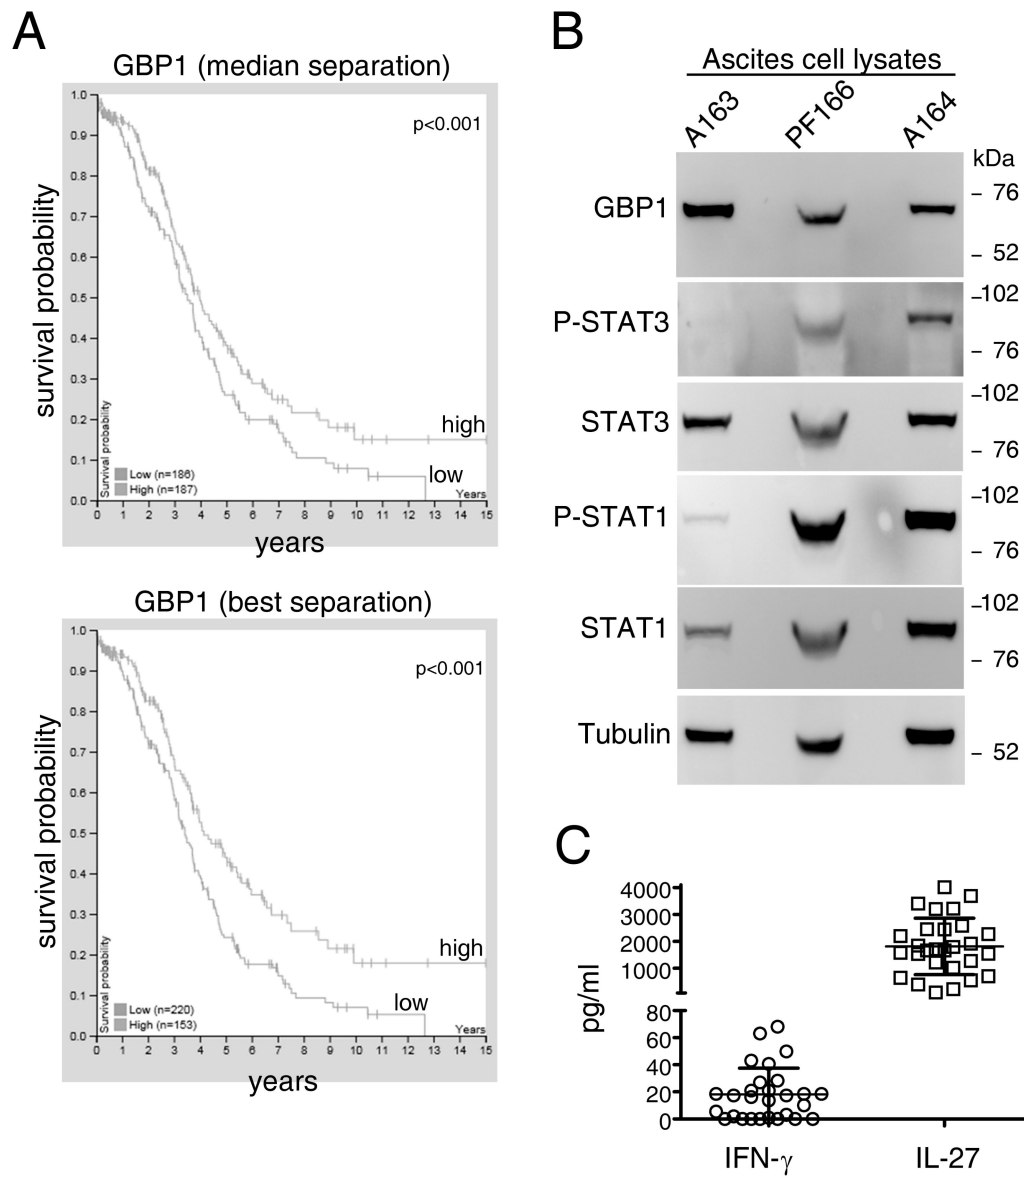 A
GBP1 (median separation)
survival probability
p<0.001
1.0
0.9
0.8
0.7
0.6
0.5
0.4
0.3
0.2
0.1
0.0
Survival probability
Low (n=186)
High (n=187)
high
low
Years
0 1 2 3 4 5 6 7 8 9 10 11 12 13 14 15
years
GBP1 (best separation)
survival probability
p<0.001
1.0
0.9
0.8
0.7
0.6
0.5
0.4
0.3
0.2
0.1
0.0
Survival probability
Low (n=220)
High (n=153)
high
low
Years
0 1 2 3 4 5 6 7 8 9 10 11 12 13 14 15
years
B
Ascites cell lysates
A163 PF166 A164
kDa
GBP1
- 76
- 52
P-STAT3
-102
- 76
STAT3
-102
- 76
P-STAT1
-102
- 76
STAT1
-102
- 76
Tubulin
- 52
C
pg/ml
4000
3000
2000
1000
80
60
40
20
0
IFN-γ IL-27